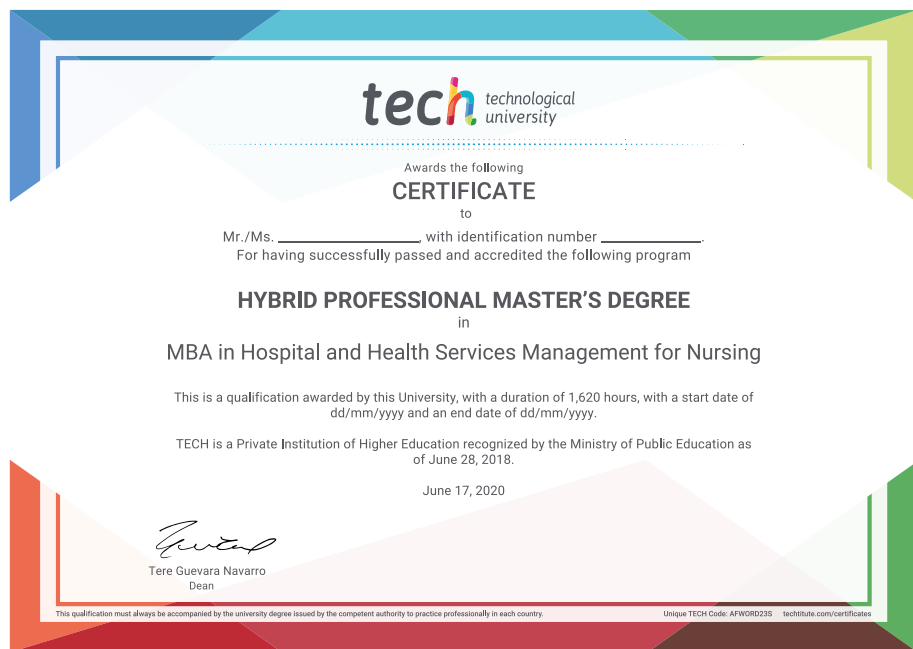 tech technological
university
Awards the following
CERTIFICATE
to
Mr./Ms. ____________________, with identification number ______________.
For having successfully passed and accredited the following program
HYBRID PROFESSIONAL MASTER'S DEGREE
in
MBA in Hospital and Health Services Management for Nursing
This is a qualification awarded by this University, with a duration of 1,620 hours, with a start date of
dd/mm/yyyy and an end date of dd/mm/yyyy.
TECH is a Private Institution of Higher Education recognized by the Ministry of Public Education as
of June 28, 2018.
June 17, 2020
Tere Guevara Navarro
Dean
This qualification must always be accompanied by the university degree issued by the competent authority to practice professionally in each country.
Unique TECH Code: AFWORD23S techtitute.com/certificates